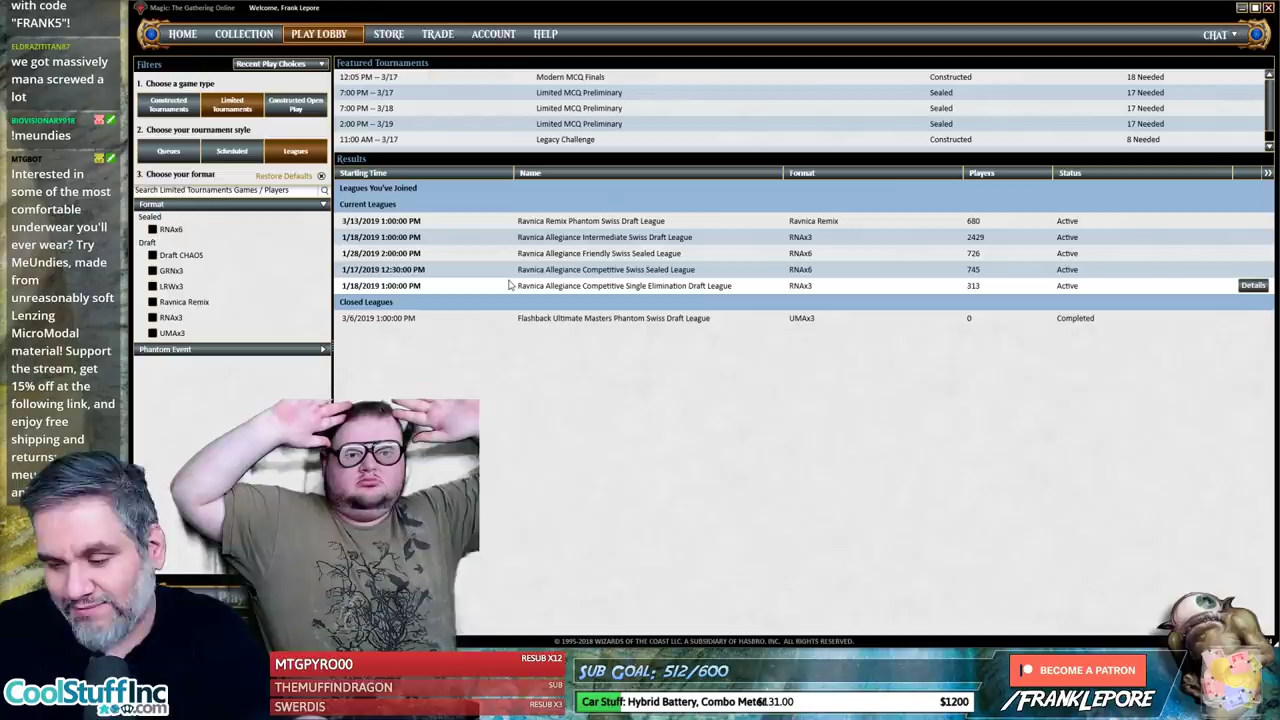 with code
"FRANK5"!
ELDRAZITITAN87
we got massively
mana screwed a
lot
BIOVISIONARY918
!meundies
MTGBOT
Interested in
some of the most
comfortable
underwear you'll
ever wear? Try
MeUndies, made
from
unreasonably soft
Lenzing
MicroModal
material! Support
the stream, get
15% off at the
following link, and
enjoy free
shipping and
returns:
Magic: The Gathering Online Welcome, Frank Lepore
HOME COLLECTION PLAY LOBBY STORE TRADE ACCOUNT HELP CHAT
Filters Recent Play Choices
1. Choose a game type
Constructed Tournaments Limited Tournaments Constructed Open Play
2. Choose your tournament style
Queues Scheduled Leagues
3. Choose your format Restore Defaults
Search Limited Tournaments Games / Players
Format
Sealed
RNAx6
Draft
Draft CHAOS
GRNx3
LRWx3
Ravnica Remix
RNAx3
UMAx3
Phantom Event
Featured Tournaments
12:05 PM -- 3/17 Modern MCQ Finals Constructed 18 Needed
7:00 PM -- 3/17 Limited MCQ Preliminary Sealed 17 Needed
7:00 PM -- 3/18 Limited MCQ Preliminary Sealed 17 Needed
2:00 PM -- 3/19 Limited MCQ Preliminary Sealed 17 Needed
11:00 AM -- 3/17 Legacy Challenge Constructed 8 Needed
Results
Starting Time Name Format Players Status
Leagues You've Joined
Current Leagues
3/13/2019 1:00:00 PM Ravnica Remix Phantom Swiss Draft League Ravnica Remix 680 Active
1/18/2019 1:00:00 PM Ravnica Allegiance Intermediate Swiss Draft League RNAx3 2429 Active
1/28/2019 2:00:00 PM Ravnica Allegiance Friendly Swiss Sealed League RNAx6 726 Active
1/17/2019 12:30:00 PM Ravnica Allegiance Competitive Swiss Sealed League RNAx6 745 Active
1/18/2019 1:00:00 PM Ravnica Allegiance Competitive Single Elimination Draft League RNAx3 313 Active Details
Closed Leagues
3/6/2019 1:00:00 PM Flashback Ultimate Masters Phantom Swiss Draft League UMAx3 0 Completed
© 1995-2018 WIZARDS OF THE COAST LLC. A SUBSIDIARY OF HASBRO, INC. ALL RIGHTS RESERVED.
MTGPYRO00 RESUB X12
THEMUFFINDRAGON SUB
SWERDIS RESUB X3
SUB GOAL: 512/600
Car Stuff: Hybrid Battery, Combo Meter $1200
BECOME A PATRON
/FRANKLEPORE
CoolStuffInc
.com